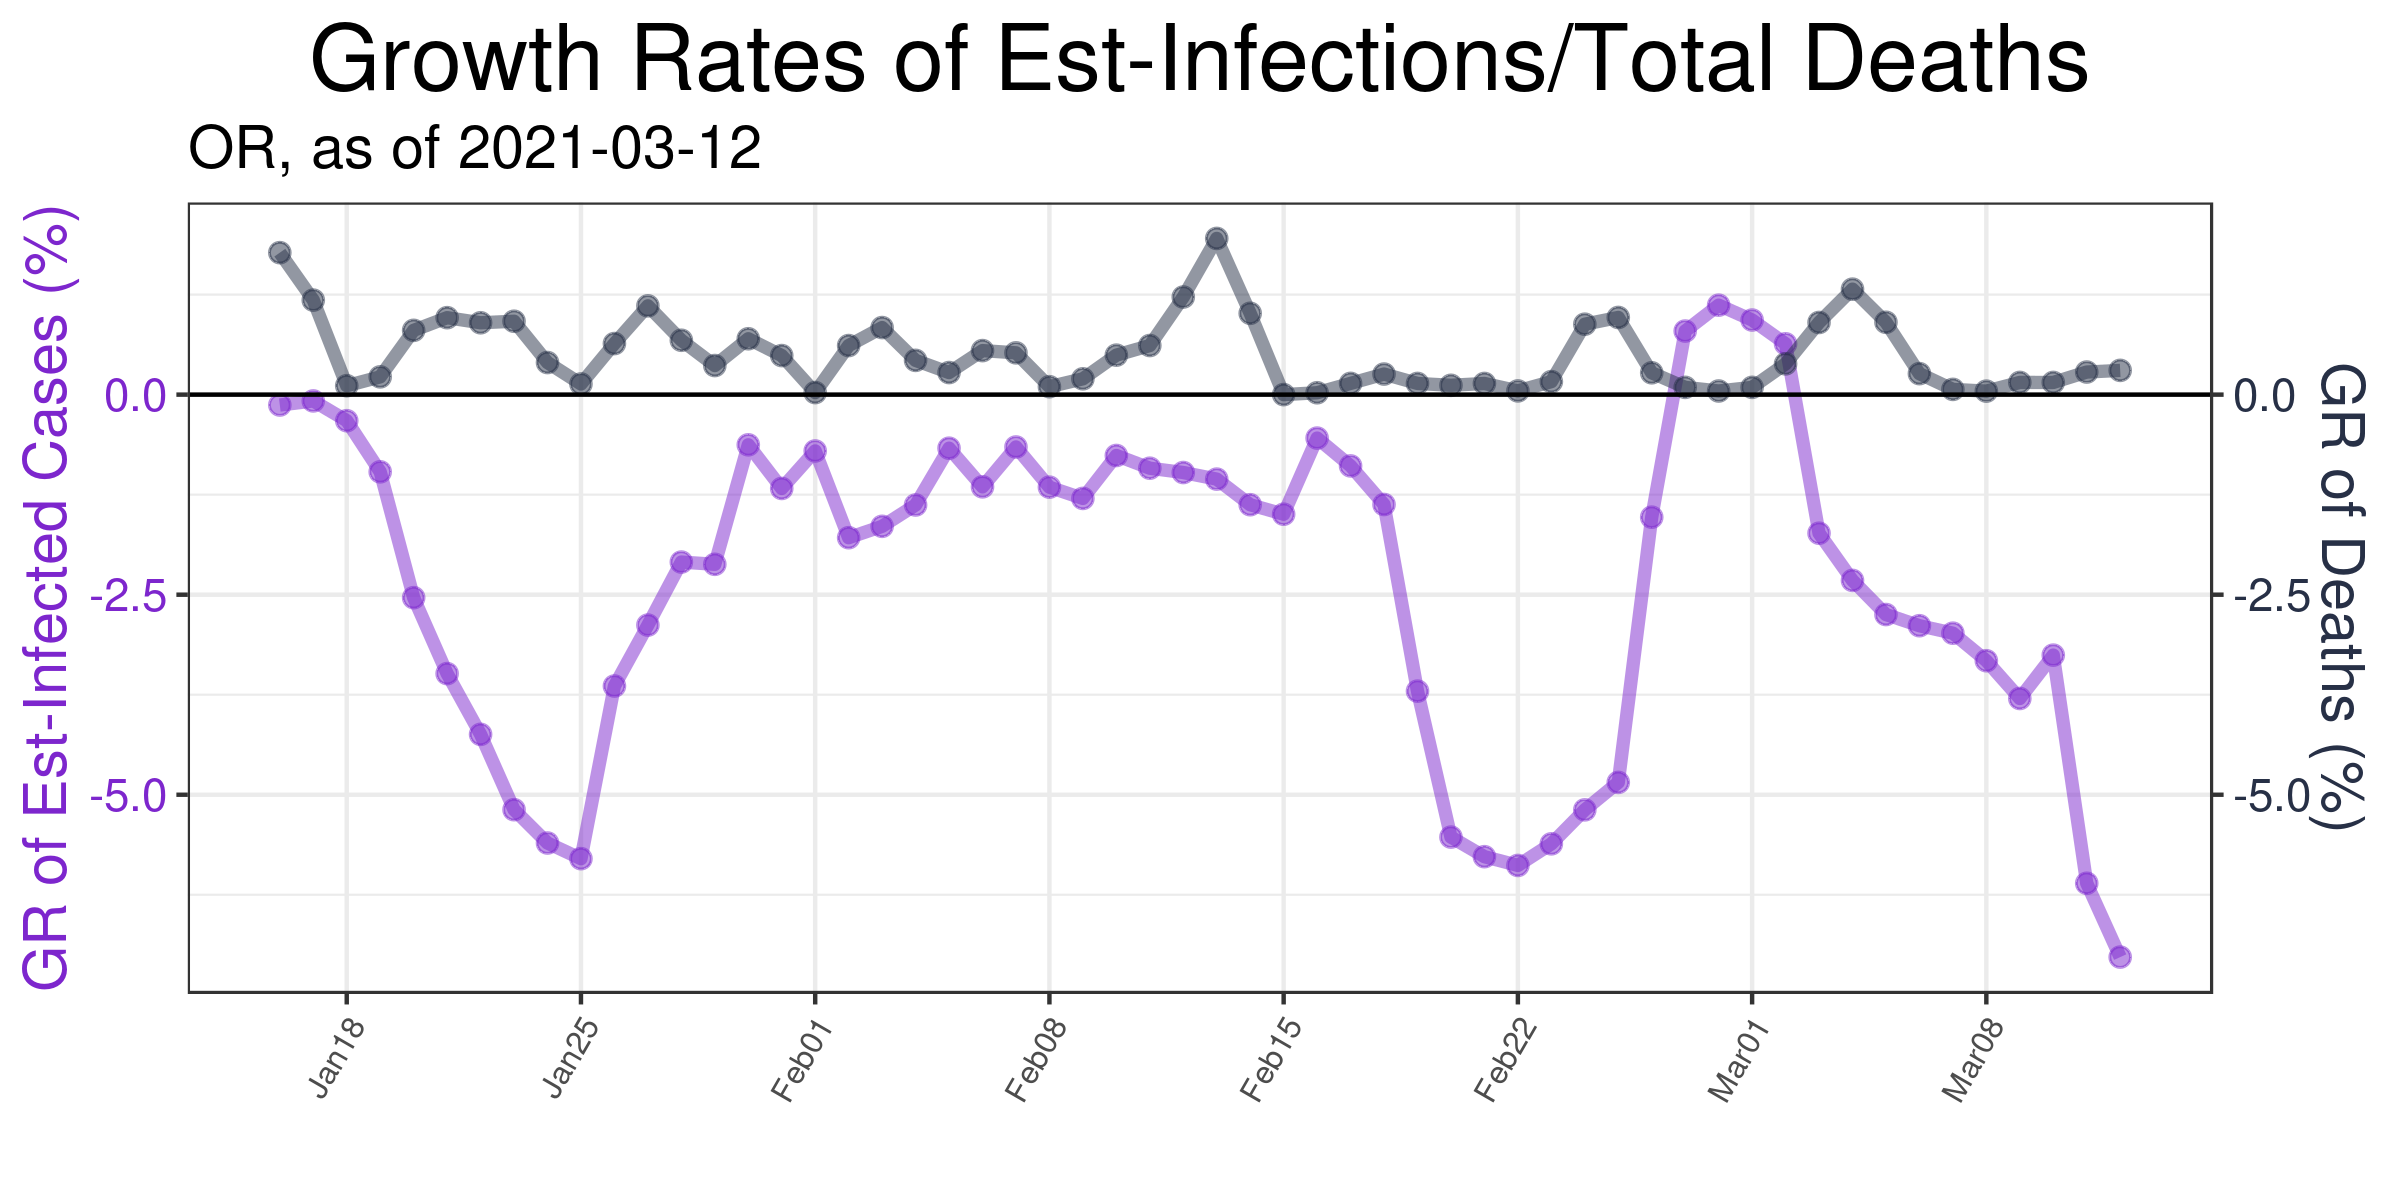 Growth Rates of Est-Infections/Total Deaths
OR, as of 2021-03-12
GR of Est-Infected Cases (%)
0.0
-2.5
-5.0
0.0
-2.5
-5.0
GR of Deaths (%)
Jan18
Jan25
Feb01
Feb08
Feb15
Feb22
Mar01
Mar08